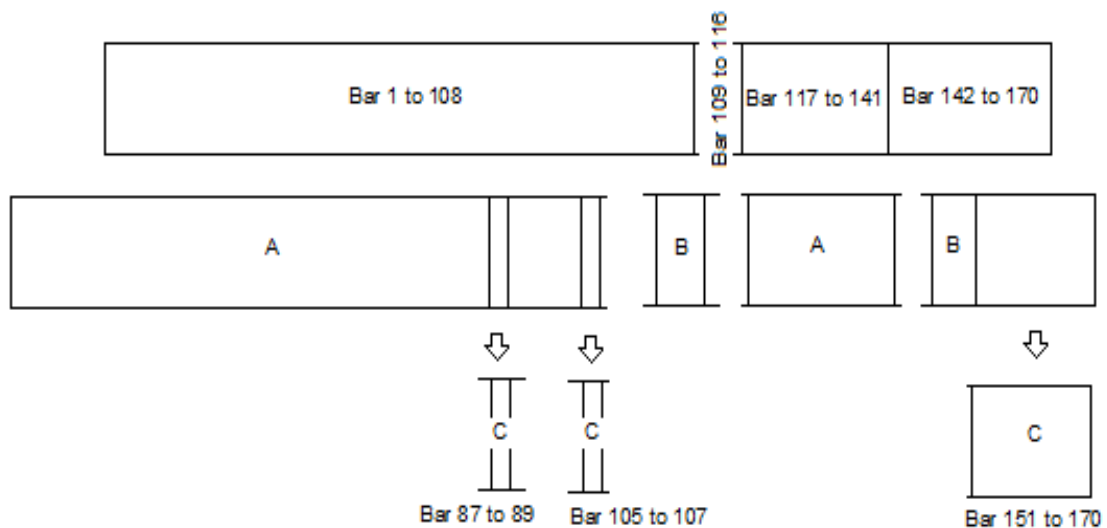 Bar 1 to 108
Bar 109 to 116
Bar 117 to 141
Bar 142 to 170
A
B
A
B
C
C
C
Bar 87 to 89
Bar 105 to 107
Bar 151 to 170